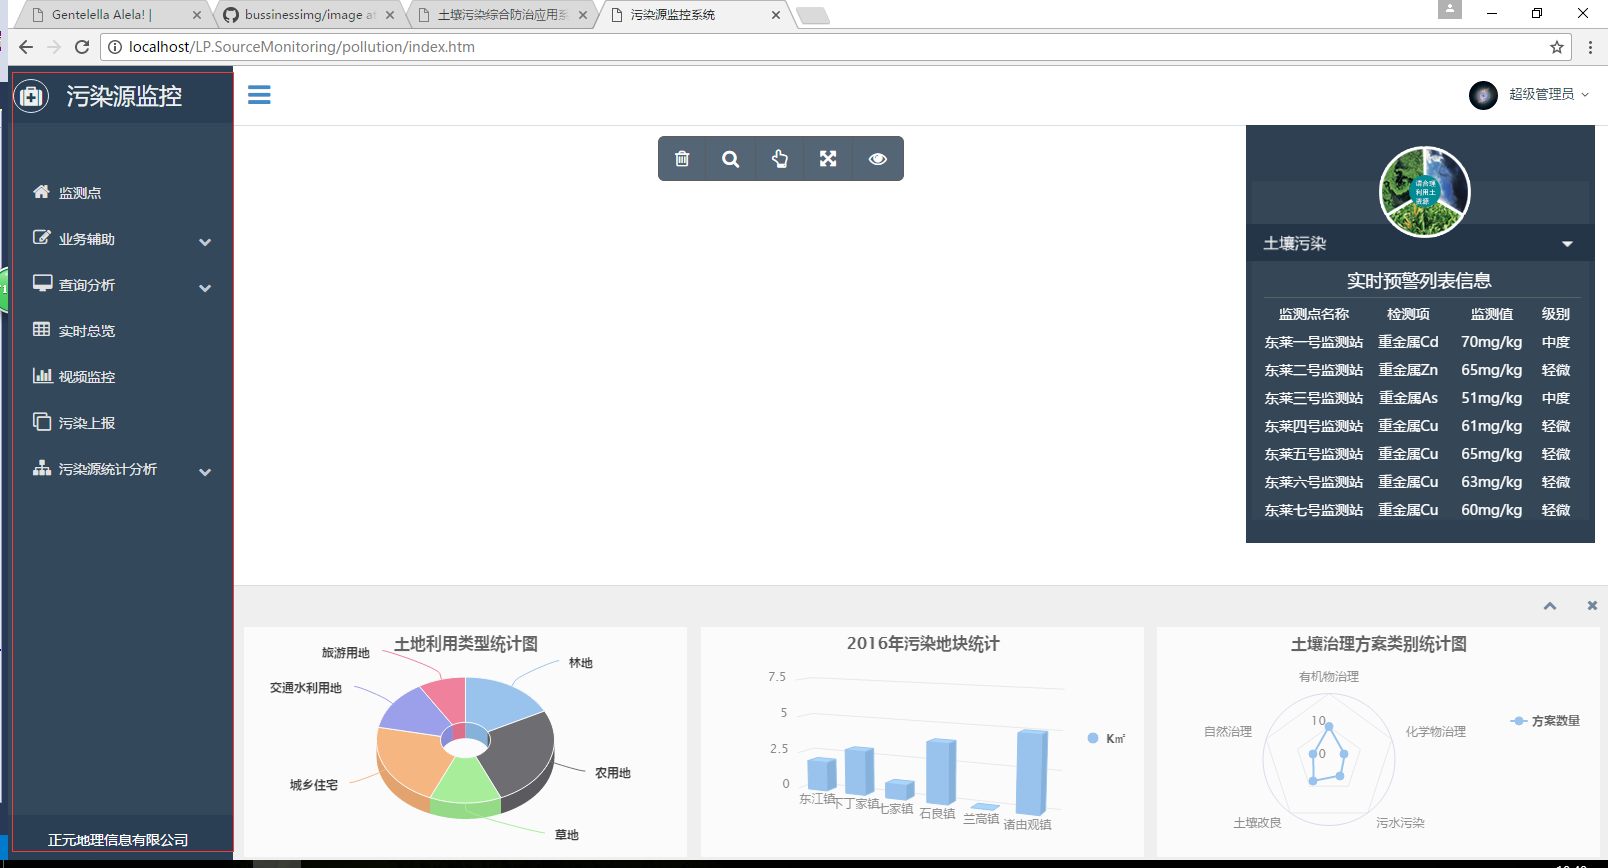 Gentelella Alela! |
bussinessimg/image at
土壤污染综合防治应用系
污染源监控系统
localhost/LP.SourceMonitoring/pollution/index.htm
污染源监控
超级管理员
监测点
业务辅助
查询分析
实时总览
视频监控
污染上报
污染源统计分析
正元地理信息有限公司
请合理
利用土
资源
土壤污染
实时预警列表信息
监测点名称 检测项 监测值 级别
东莱一号监测站 重金属Cd 70mg/kg 中度
东莱二号监测站 重金属Zn 65mg/kg 轻微
东莱三号监测站 重金属As 51mg/kg 中度
东莱四号监测站 重金属Cu 61mg/kg 轻微
东莱五号监测站 重金属Cu 65mg/kg 轻微
东莱六号监测站 重金属Cu 63mg/kg 轻微
东莱七号监测站 重金属Cu 60mg/kg 轻微
土地利用类型统计图
旅游用地
林地
交通水利用地
农用地
城乡住宅
草地
2016年污染地块统计
7.5
5
2.5
0
东江镇
下丁家镇
七家镇
石良镇
兰高镇
诸由观镇
K㎡
土壤治理方案类别统计图
有机物治理
自然治理
化学物治理
土壤改良
污水污染
10
0
方案数量